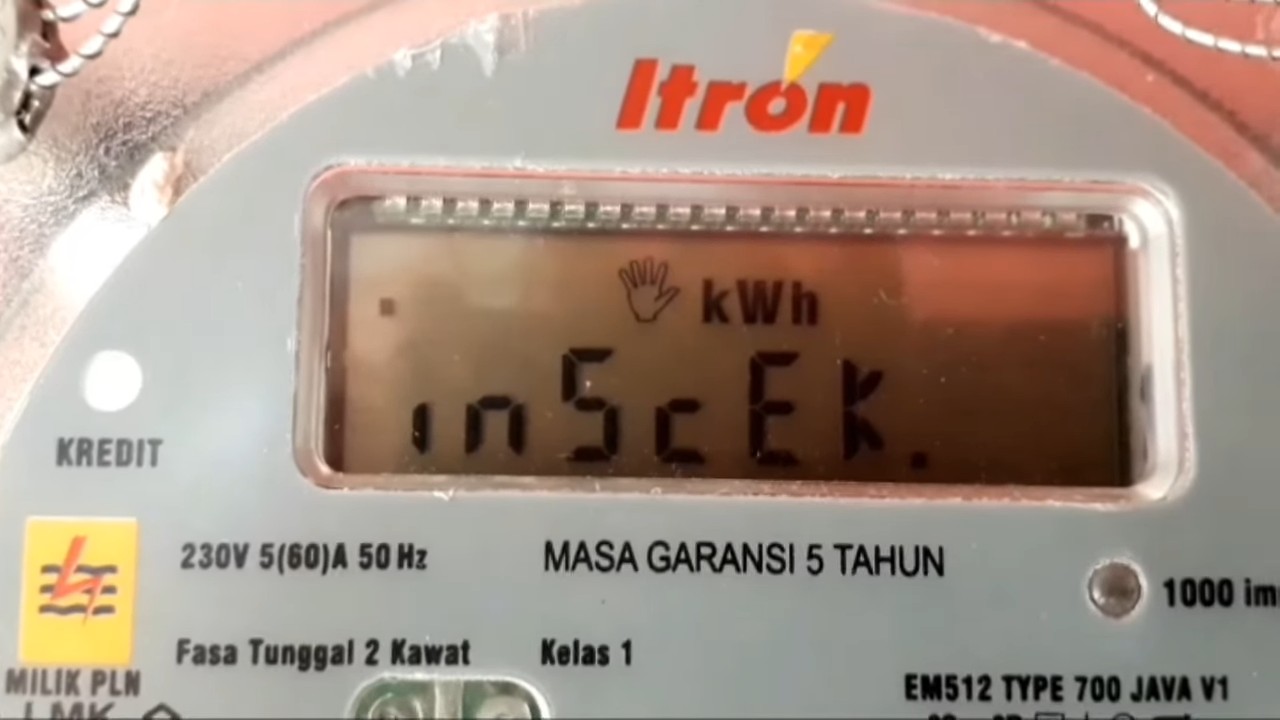 Itron
kWh
inScEK.
KREDIT
230V 5(60)A 50 Hz
MASA GARANSI 5 TAHUN
1000
Fasa Tunggal 2 Kawat
Kelas 1
MILIK PLN
EM512 TYPE 700 JAVA V1